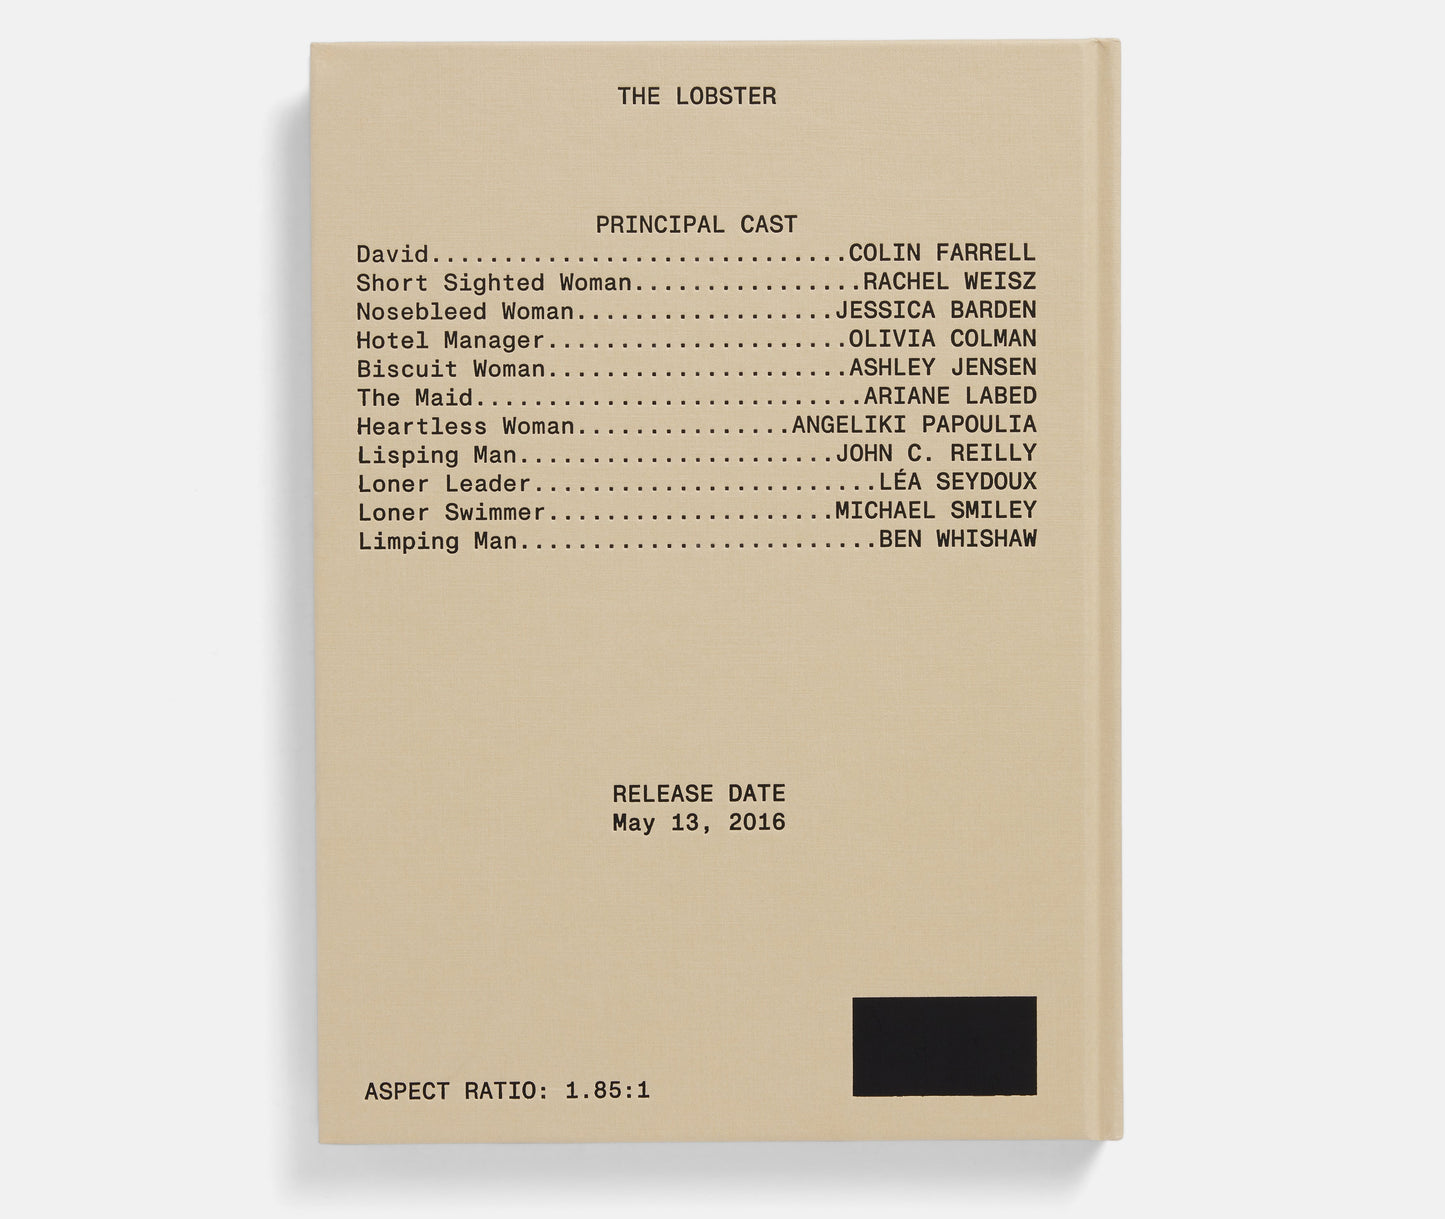 THE LOBSTER
PRINCIPAL CAST
David.............................COLIN FARRELL
Short Sighted Woman................RACHEL WEISZ
Nosebleed Woman..................JESSICA BARDEN
Hotel Manager.....................OLIVIA COLMAN
Biscuit Woman.....................ASHLEY JENSEN
The Maid...........................ARIANE LABED
Heartless Woman...............ANGELIKI PAPOULIA
Lisping Man......................JOHN C. REILLY
Loner Leader........................LÉA SEYDOUX
Loner Swimmer....................MICHAEL SMILEY
Limping Man.........................BEN WHISHAW
RELEASE DATE
May 13, 2016
ASPECT RATIO: 1.85:1